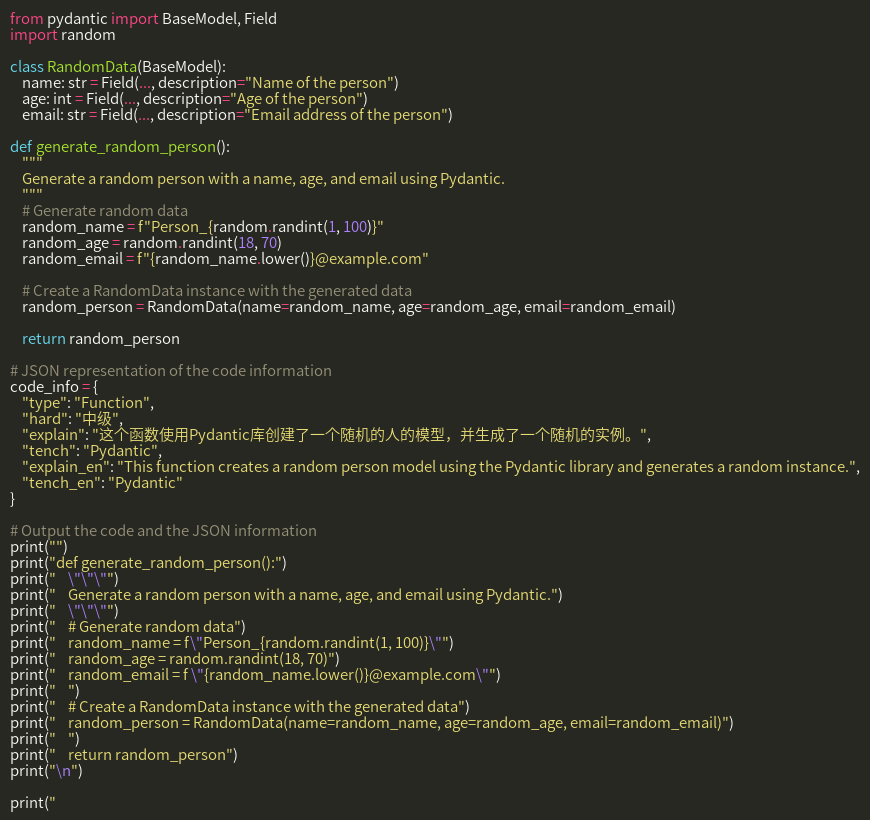 from pydantic import BaseModel, Field
import random

class RandomData(BaseModel):
    name: str = Field(..., description="Name of the person")
    age: int = Field(..., description="Age of the person")
    email: str = Field(..., description="Email address of the person")

def generate_random_person():
    """
    Generate a random person with a name, age, and email using Pydantic.
    """
    # Generate random data
    random_name = f"Person_{random.randint(1, 100)}"
    random_age = random.randint(18, 70)
    random_email = f"{random_name.lower()}@example.com"

    # Create a RandomData instance with the generated data
    random_person = RandomData(name=random_name, age=random_age, email=random_email)

    return random_person

# JSON representation of the code information
code_info = {
    "type": "Function",
    "hard": "中级",
    "explain": "这个函数使用Pydantic库创建了一个随机的人的模型，并生成了一个随机的实例。",
    "tench": "Pydantic",
    "explain_en": "This function creates a random person model using the Pydantic library and generates a random instance.",
    "tench_en": "Pydantic"
}

# Output the code and the JSON information
print("")
print("def generate_random_person():")
print("    \"\"\"")
print("    Generate a random person with a name, age, and email using Pydantic.")
print("    \"\"\"")
print("    # Generate random data")
print("    random_name = f\"Person_{random.randint(1, 100)}\"")
print("    random_age = random.randint(18, 70)")
print("    random_email = f\"{random_name.lower()}@example.com\"")
print("    ")
print("    # Create a RandomData instance with the generated data")
print("    random_person = RandomData(name=random_name, age=random_age, email=random_email)")
print("    ")
print("    return random_person")
print("\n")

print("